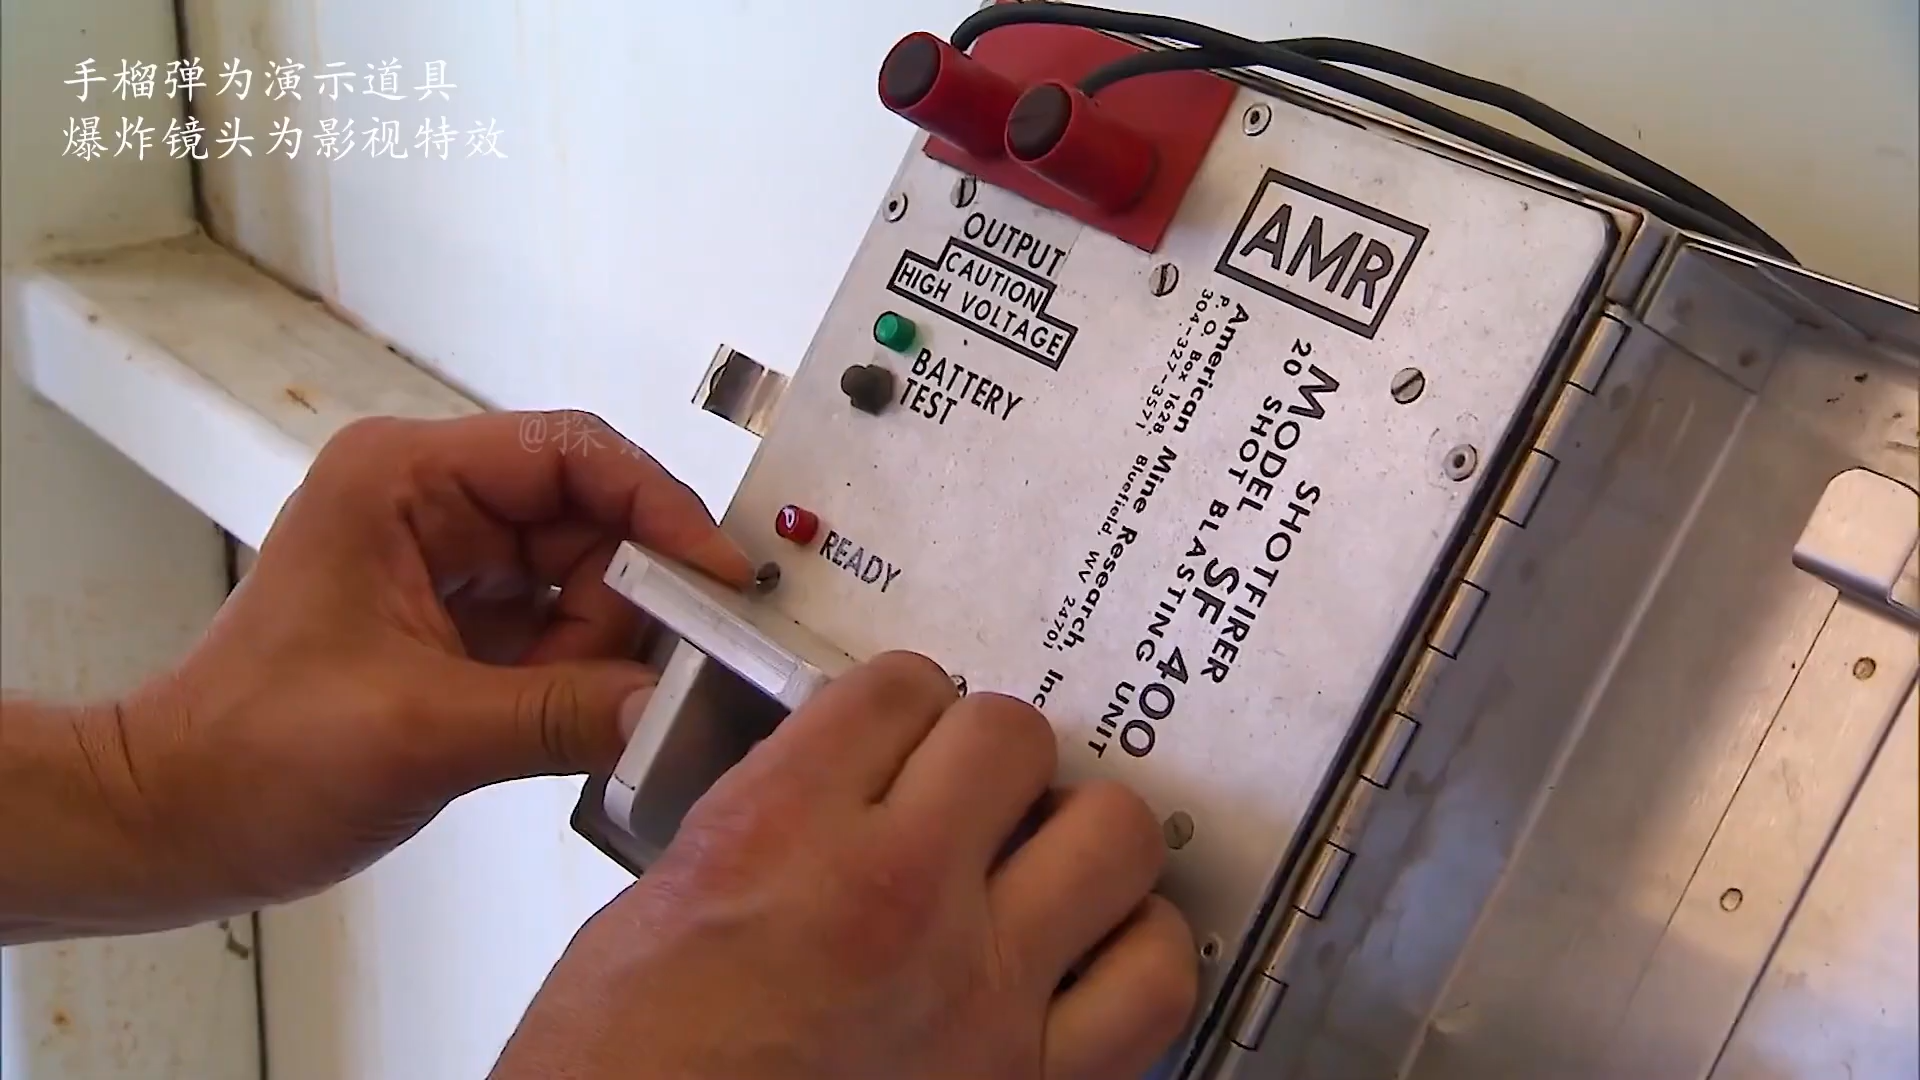 手榴弹为演示道具
爆炸镜头为影视特效
@探
OUTPUT
CAUTION
HIGH VOLTAGE
BATTERY
TEST
READY
AMR
American Mine Research, Inc
P. O. Box 1628, Bluefield, WV 24701
304-327-3571
SHOTFIRER
MODEL SF 400
20 SHOT BLASTING UNIT